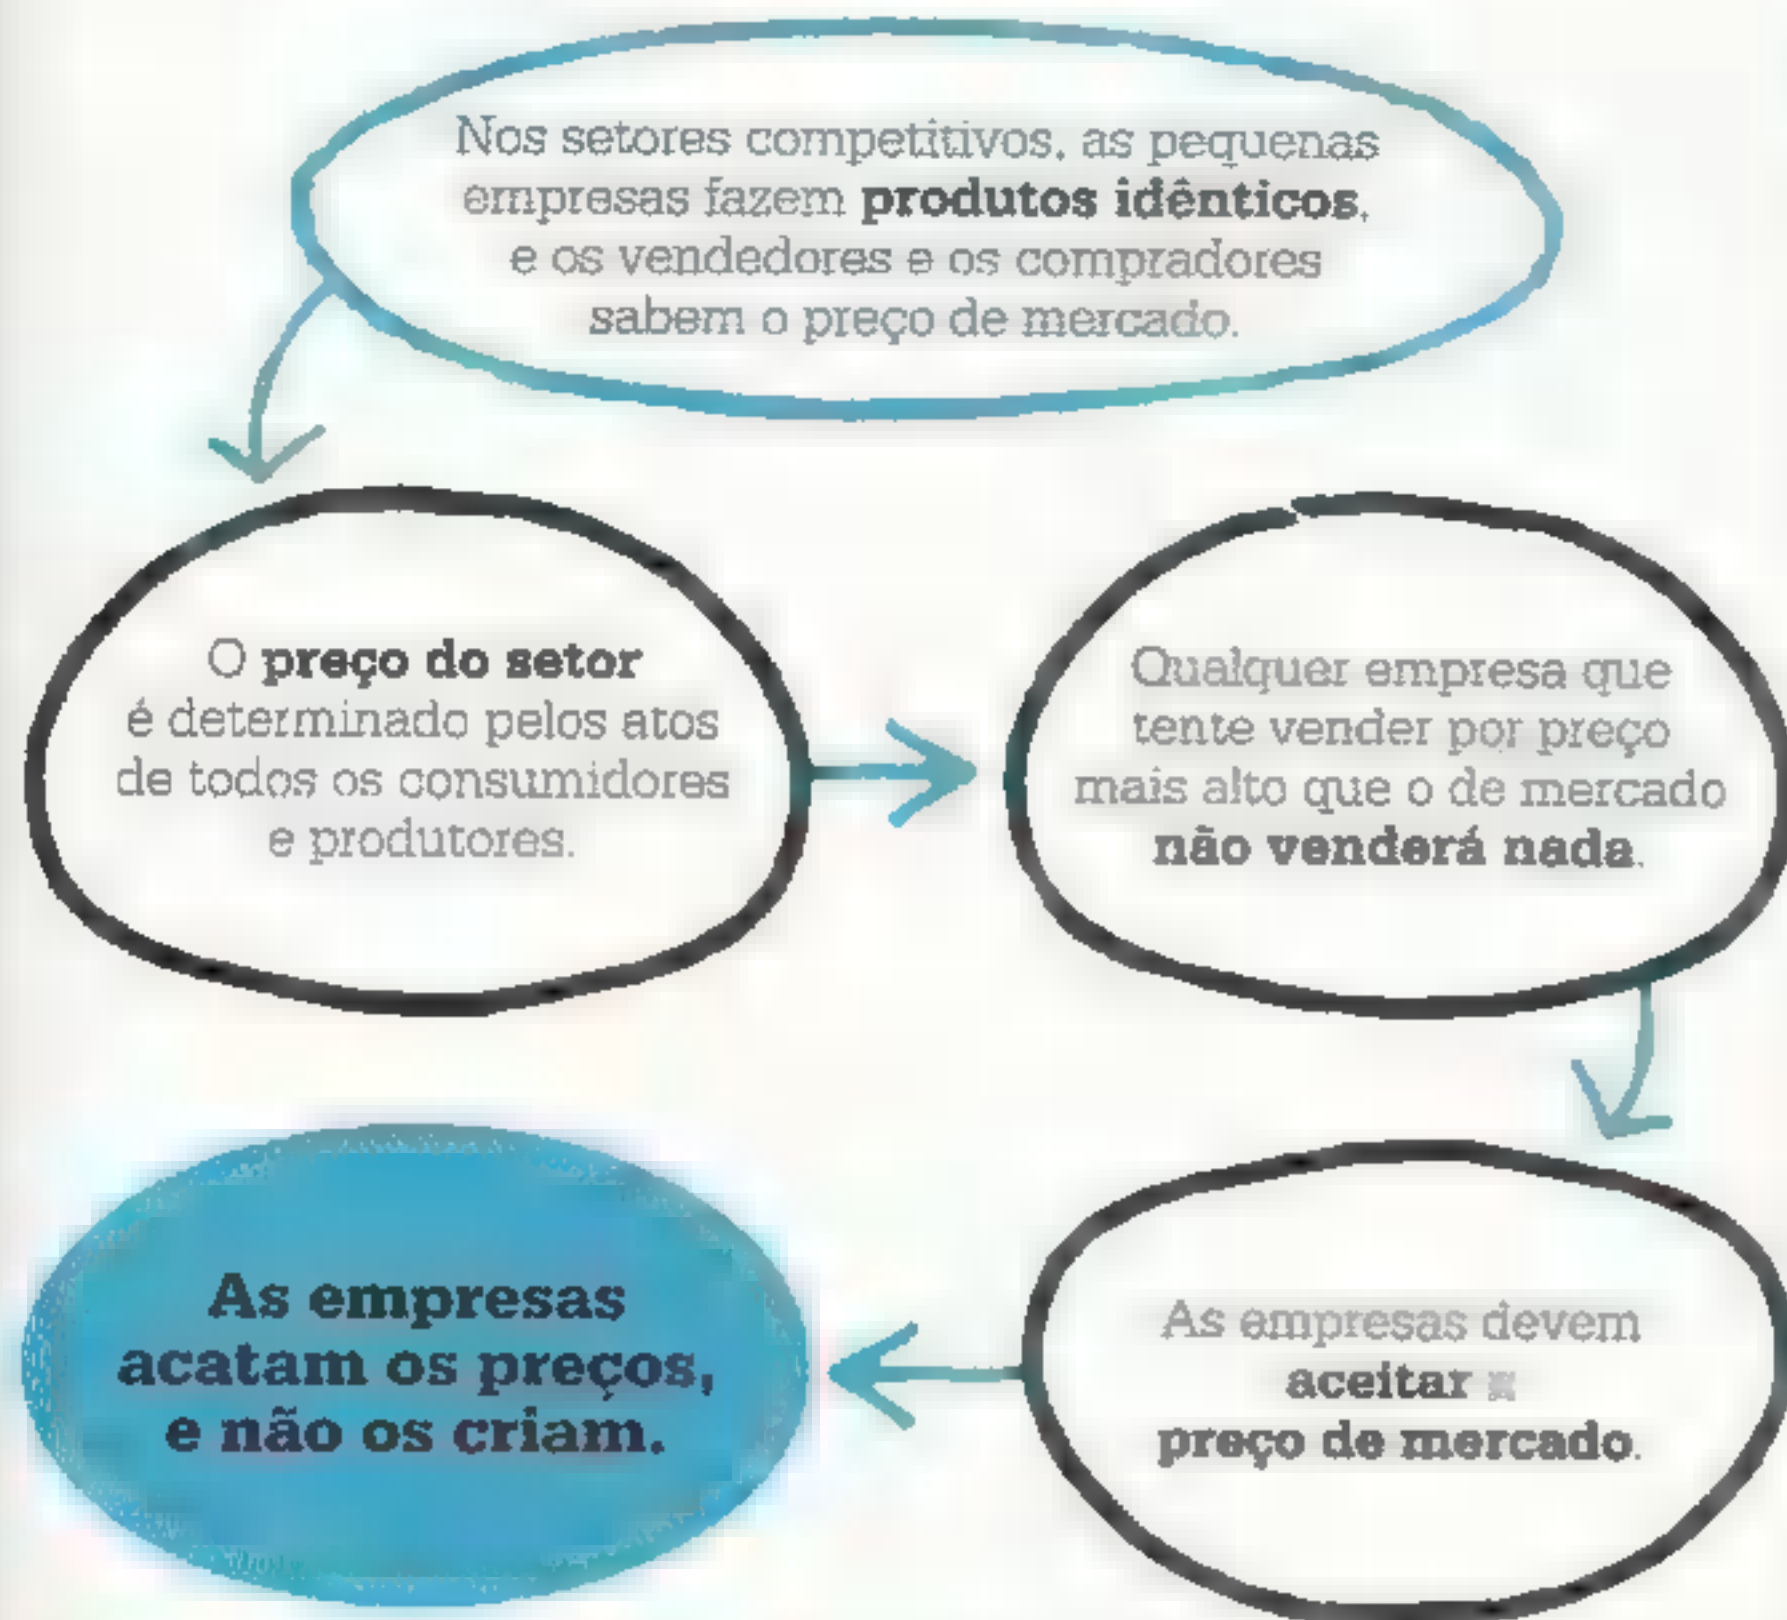 Nos setores competitivos, as pequenas
empresas fazem produtos idênticos,
e os vendedores e os compradores
sabem o preço de mercado.
O preço do setor
é determinado pelos atos
de todos os consumidores
e produtores.
Qualquer empresa que
tente vender por preço
mais alto que o de mercado
não venderá nada.
As empresas devem
aceitar
preço de mercado.
As empresas
acatam os preços,
e não os criam.